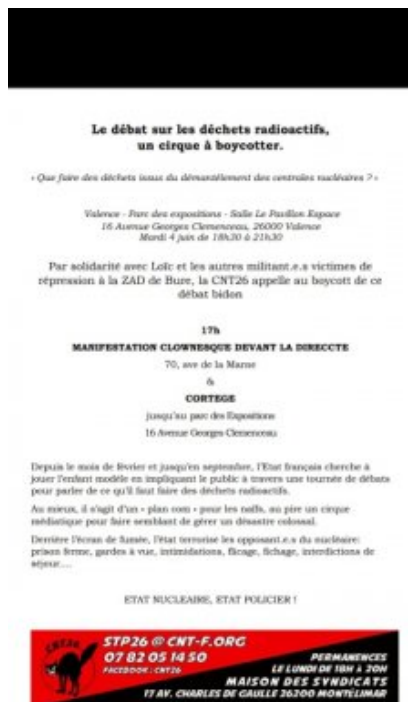 Le débat sur les déchets radioactifs,
un cirque à boycotter.
« Que faire des déchets issus du démantèlement des centrales nucléaires ? »
Valence - Parc des expositions - Salle Le Pavillon Espace
16 Avenue Georges Clemenceau, 26000 Valence
Mardi 4 juin de 18h30 à 21h30
Par solidarité avec Loïc et les autres militant.e.s victimes de
répression à la ZAD de Bure, la CNT26 appelle au boycott de ce
débat bidon
17h
MANIFESTATION CLOWNESQUE DEVANT LA DIRECCTE
70, ave de la Marne
&
CORTEGE
jusqu'au parc des Expositions
16 Avenue Georges Clemenceau
Depuis le mois de février et jusqu'en septembre, l'Etat français cherche à
jouer l'enfant modèle en impliquant le public à travers une tournée de débats
pour parler de ce qu'il faut faire des déchets radioactifs.
Au mieux, il s'agit d'un « plan com » pour les naïfs, au pire un cirque
médiatique pour faire semblant de gérer un désastre colossal.
Derrière l'écran de fumée, l'état terrorise les opposant.e.s du nucléaire:
prison ferme, gardes à vue, intimidations, flicage, fichage, interdictions de
séjour....
ETAT NUCLEAIRE, ETAT POLICIER !
CNT26
STP26 @ CNT-F.ORG
07 82 05 14 50
FACEBOOK : CNT26
PERMANENCES
LE LUNDI DE 18H à 20H
MAISON DES SYNDICATS
17 AV. CHARLES DE GAULLE 26200 MONTÉLIMAR